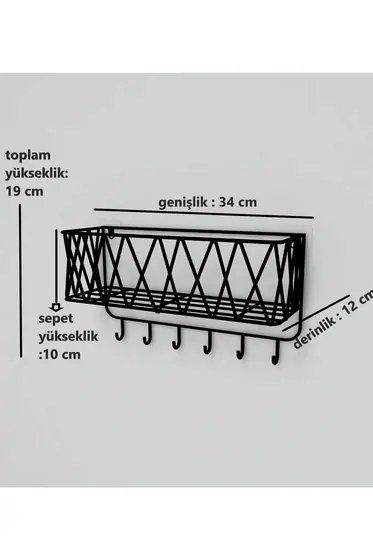 toplam
yükseklik:
19 cm
genişlik : 34 cm
sepet
yükseklik
:10 cm
derinlik : 12 cm